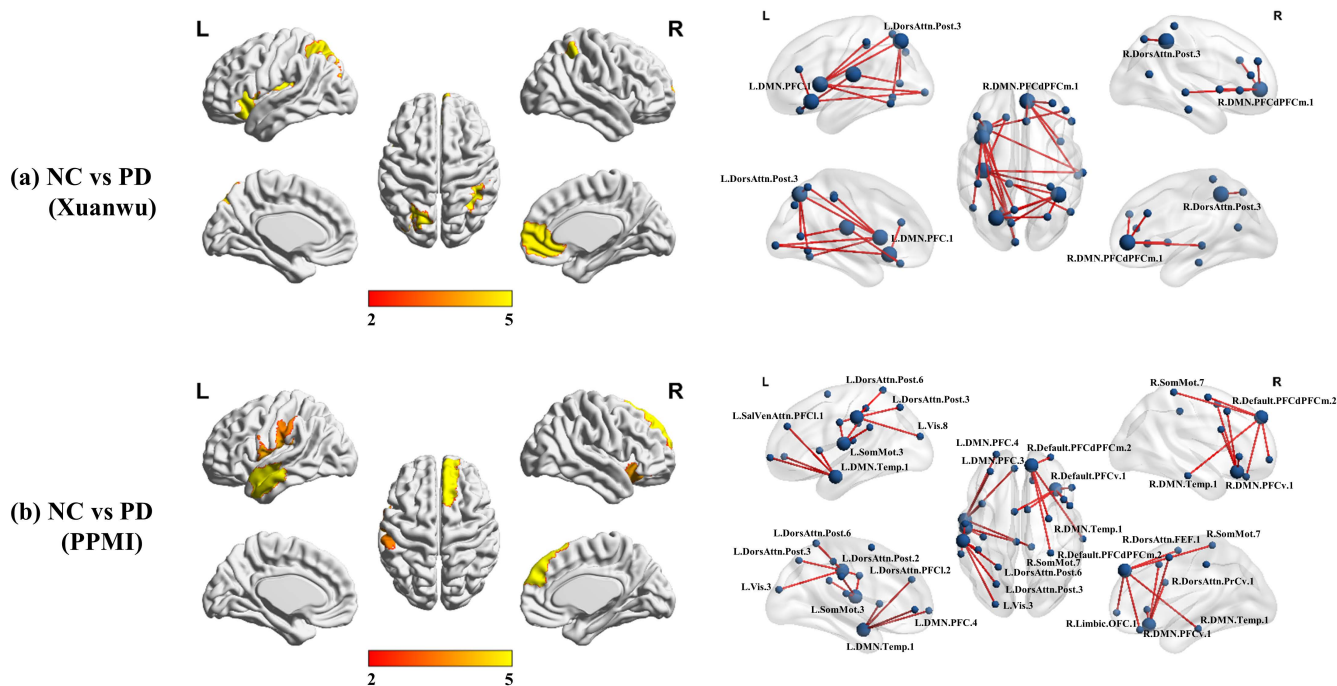 L
R
L
R
L.DorsAttn.Post.3
L.DMN.PFC.1
R.DMN.PFCdPFCm.1
R.DorsAttn.Post.3
R.DMN.PFCdPFCm.1
(a) NC vs PD
(Xuanwu)
L.DorsAttn.Post.3
L.DMN.PFC.1
R.DorsAttn.Post.3
R.DMN.PFCdPFCm.1
2
5
L
R
L
R
L.DorsAttn.Post.6
L.DorsAttn.Post.3
L.SalVenAttn.PFCl.1
L.Vis.8
L.SomMot.3
L.DMN.Temp.1
R.SomMot.7
R.Default.PFCdPFCm.2
R.DMN.Temp.1
R.DMN.PFCv.1
L.DMN.PFC.4
R.Default.PFCdPFCm.2
L.DMN.PFC.3
R.Default.PFCv.1
R.DMN.Temp.1
R.Default.PFCdPFCm.2
R.SomMot.7
L.DorsAttn.Post.6
L.DorsAttn.Post.3
L.Vis.3
(b) NC vs PD
(PPMI)
L.DorsAttn.Post.6
L.DorsAttn.Post.3
L.DorsAttn.Post.2
L.DorsAttn.PFCl.2
L.Vis.3
L.SomMot.3
L.DMN.PFC.4
L.DMN.Temp.1
R.DorsAttn.FEF.1
R.SomMot.7
R.DorsAttn.PrCv.1
R.Limbic.OFC.1
R.DMN.PFCv.1
R.DMN.Temp.1
2
5